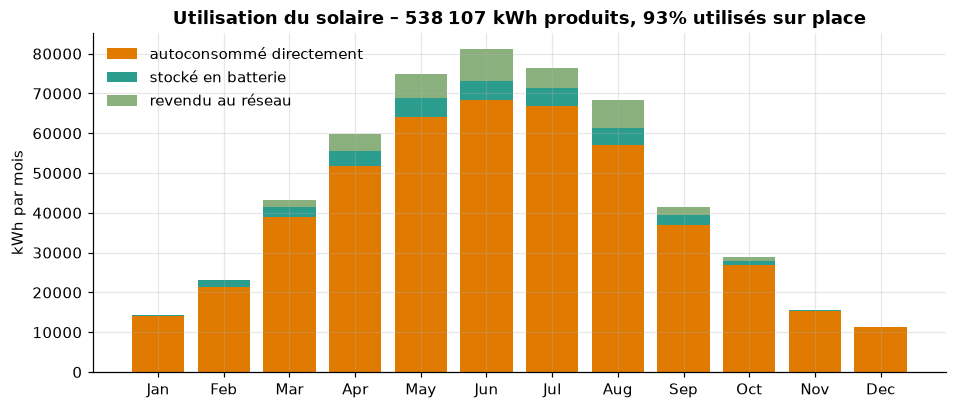 Utilisation du solaire – 538 107 kWh produits, 93% utilisés sur place
autoconsommé directement
stocké en batterie
revendu au réseau
kWh par mois
80000
70000
60000
50000
40000
30000
20000
10000
0
Jan Feb Mar Apr May Jun Jul Aug Sep Oct Nov Dec